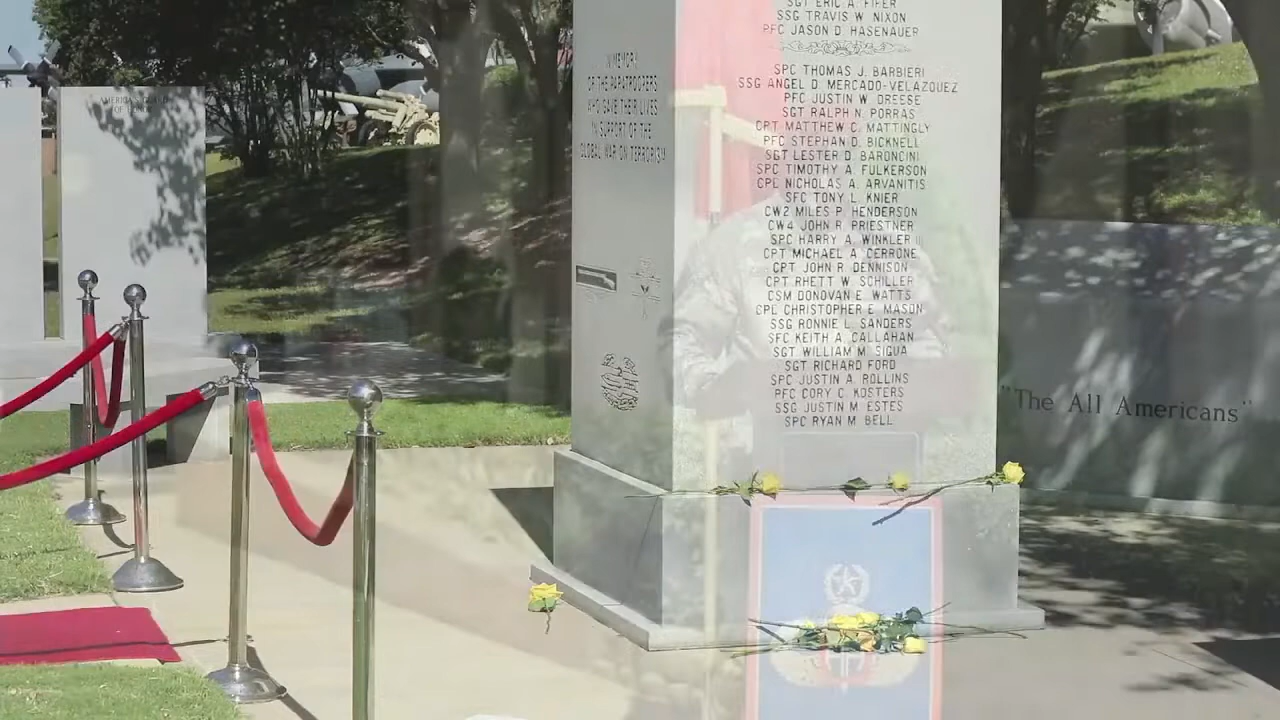 AMERICA'S GUARD
OF HONOR
IN MEMORY
OF THE PARATROOPERS
WHO GAVE THEIR LIVES
IN SUPPORT OF THE
GLOBAL WAR ON TERRORISM
SGT ERIC A. FIFER
SSG TRAVIS W. NIXON
PFC JASON D. HASENAUER
SPC THOMAS J. BARBIERI
SSG ANGEL D. MERCADO-VELAZQUEZ
PFC JUSTIN W. DREESE
SGT RALPH N. PORRAS
CPT MATTHEW C. MATTINGLY
PFC STEPHAN D. BICKNELL
SGT LESTER D. BARONCINI
SPC TIMOTHY A. FULKERSON
CPL NICHOLAS A. ARVANITIS
SFC TONY L. KNIER
CW2 MILES P. HENDERSON
CW4 JOHN R. PRIESTNER
SPC HARRY A. WINKLER II
CPT MICHAEL A. CERRONE
CPT JOHN R. DENNISON
CPT RHETT W. SCHILLER
CSM DONOVAN E. WATTS
CPL CHRISTOPHER E. MASON
SSG RONNIE L. SANDERS
SFC KEITH A. CALLAHAN
SGT WILLIAM M. SIGUA
SGT RICHARD FORD
SPC JUSTIN A. ROLLINS
PFC CORY C. KOSTERS
SSG JUSTIN M. ESTES
SPC RYAN M. BELL
"The All Americans"